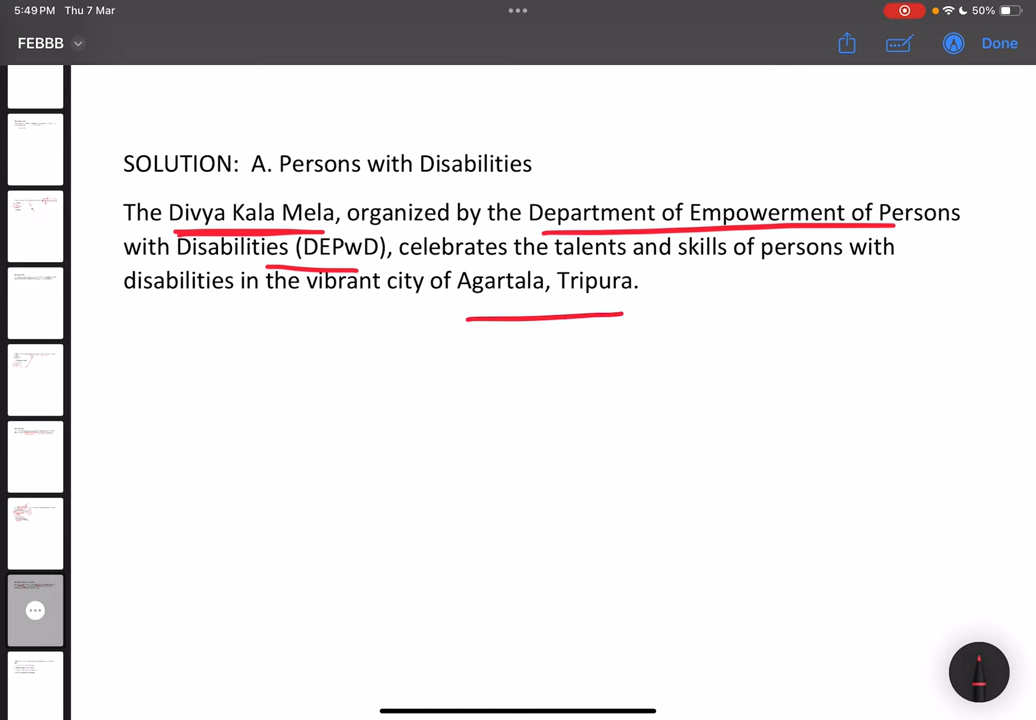 5:49 PM Thu 7 Mar
50%
FEBBB
Done
SOLUTION: A. Persons with Disabilities
The Divya Kala Mela, organized by the Department of Empowerment of Persons
with Disabilities (DEPwD), celebrates the talents and skills of persons with
disabilities in the vibrant city of Agartala, Tripura.